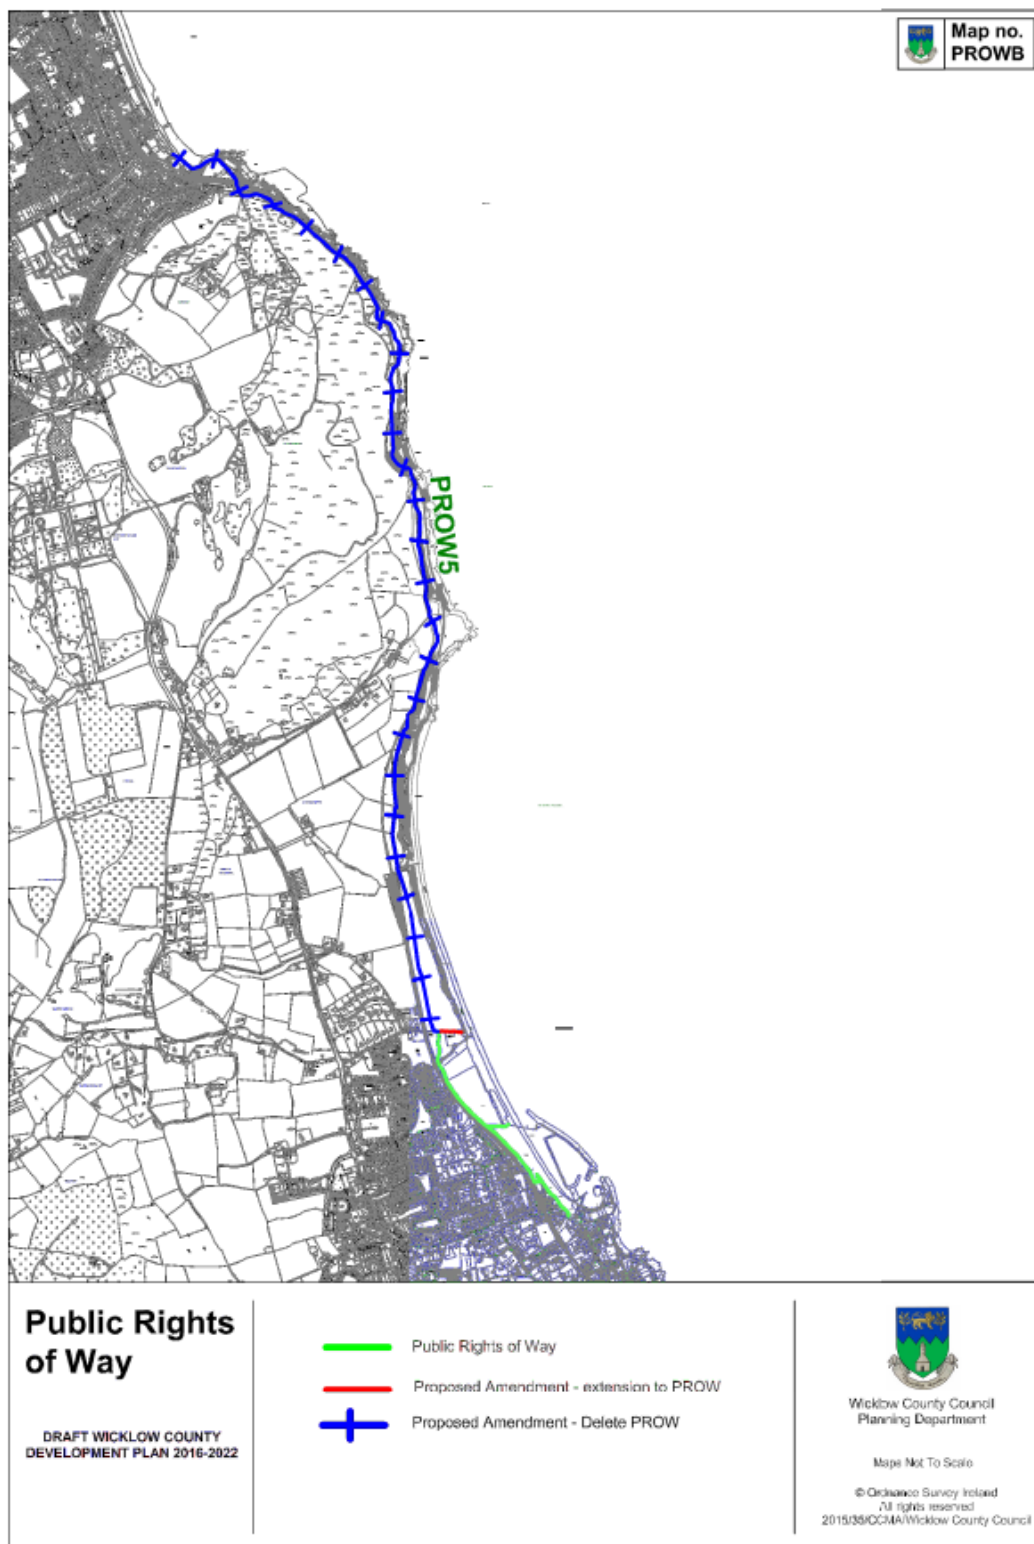 Map no.
PROWB
PROW5
Public Rights
of Way
DRAFT WICKLOW COUNTY
DEVELOPMENT PLAN 2016-2022
Public Rights of Way
Proposed Amendment - extension to PROW
Proposed Amendment - Delete PROW
Wicklow County Council
Planning Department
Maps Not To Scale
© Ordnance Survey Ireland
All rights reserved
2015/35/CCMA/Wicklow County Council